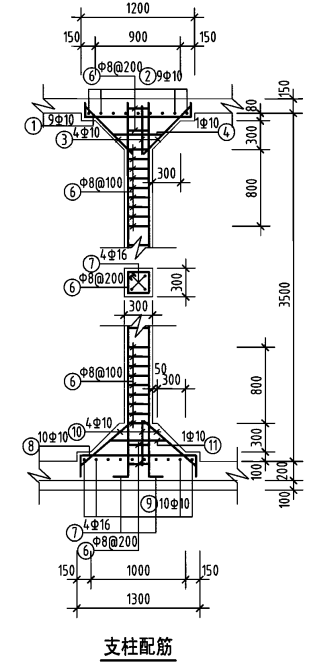 1200
150 900 150
⑥ Φ8@200 ② 9Φ10
150
① 9Φ10 1Φ10 80
③ 4Φ10 ④ 300
300
⑥ Φ8@100 800
3500
⑦ 4Φ16
⑥ Φ8@200 300
300
⑥ Φ8@100 50 800
300
⑩ 4Φ10
⑧ 10Φ10 1Φ10 ⑪ 300
100 200
⑨ 10Φ10 100
⑦ 4Φ16
⑥ Φ8@200
150 1000 150
1300
支柱配筋